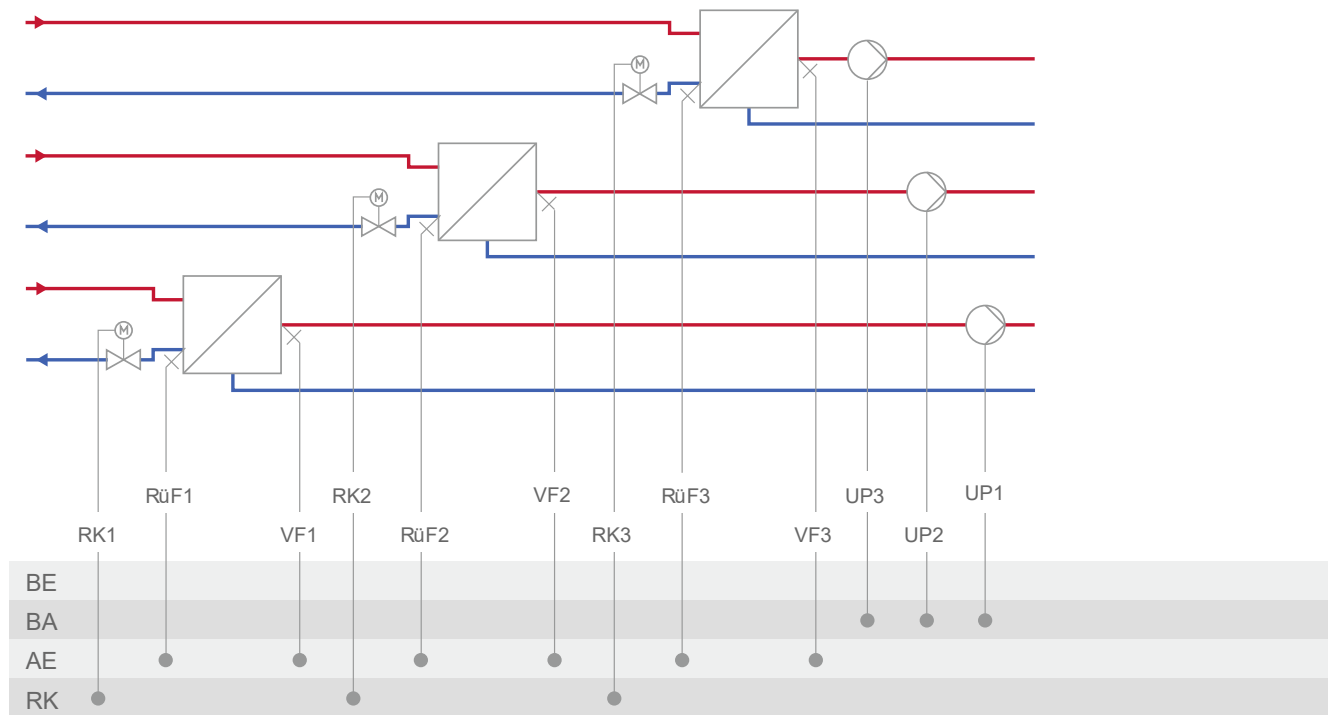 M
M
M
RüF1 RK2 VF2 RüF3 UP3 UP1
RK1 VF1 RüF2 RK3 VF3 UP2
BE
BA
AE
RK